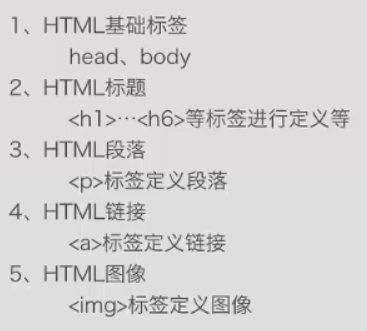 1、HTML基础标签
head、body
2、HTML标题
<h1>…<h6>等标签进行定义等
3、HTML段落
<p>标签定义段落
4、HTML链接
<a>标签定义链接
5、HTML图像
<img>标签定义图像